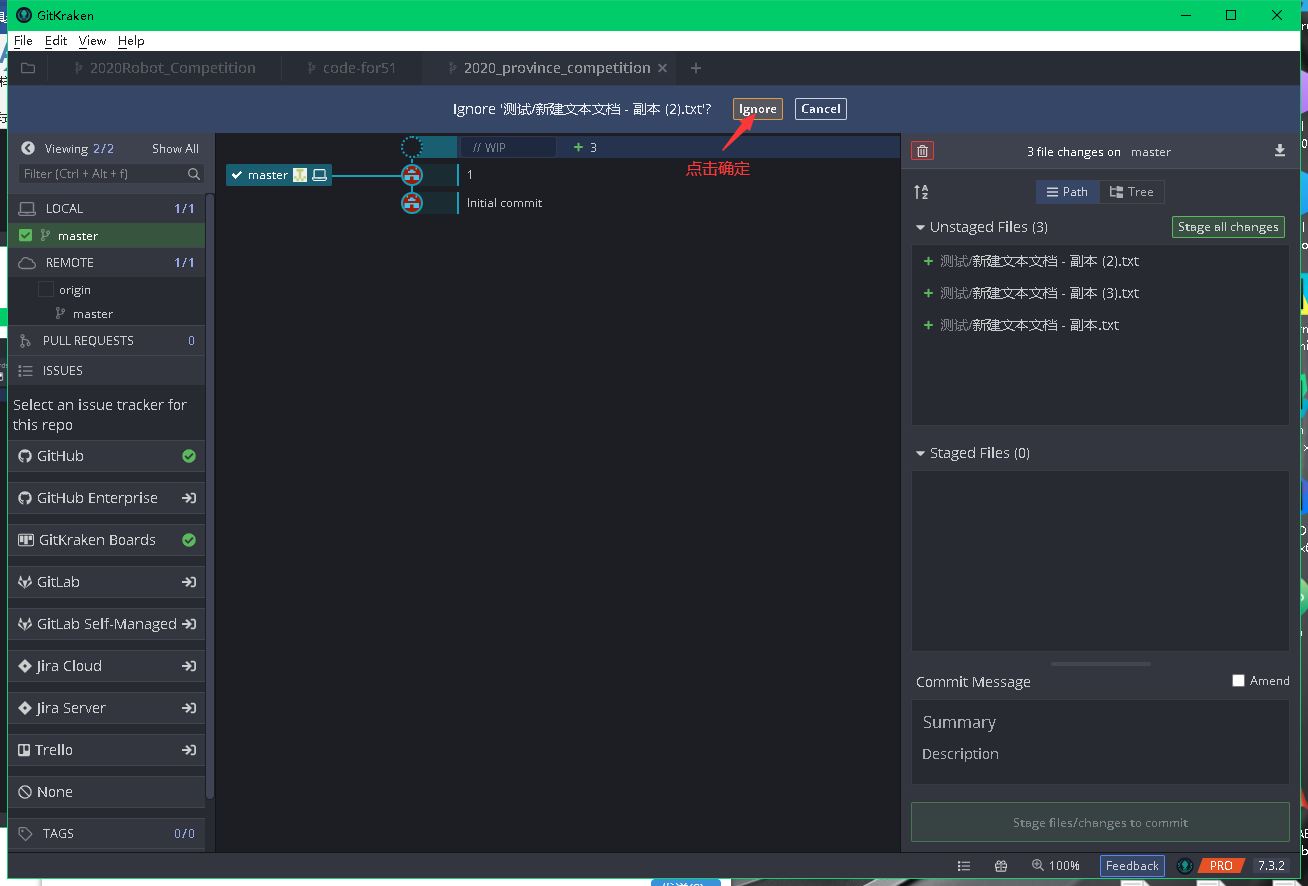 GitKraken
File Edit View Help
2020Robot_Competition code-for51 2020_province_competition
Ignore '测试/新建文本文档 - 副本 (2).txt'? Ignore Cancel
点击确定
Viewing 2/2 Show All
Filter (Ctrl + Alt + f)
LOCAL 1/1
master
REMOTE 1/1
origin
master
PULL REQUESTS 0
ISSUES
Select an issue tracker for
this repo
GitHub
GitHub Enterprise
GitKraken Boards
GitLab
GitLab Self-Managed
Jira Cloud
Jira Server
Trello
None
TAGS 0/0
// WIP + 3
master 1
Initial commit
3 file changes on master
Path Tree
Unstaged Files (3) Stage all changes
+ 测试/新建文本文档 - 副本 (2).txt
+ 测试/新建文本文档 - 副本 (3).txt
+ 测试/新建文本文档 - 副本.txt
Staged Files (0)
Commit Message Amend
Summary
Description
Stage files/changes to commit
100% Feedback PRO 7.3.2